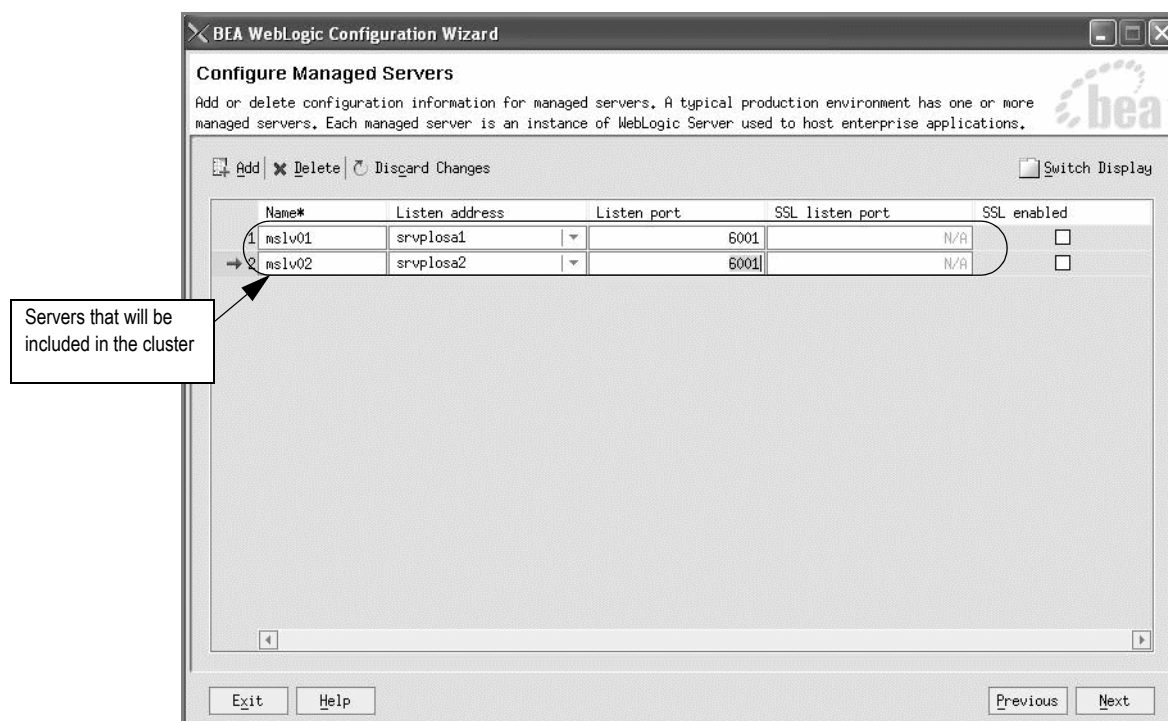 BEA WebLogic Configuration Wizard
Configure Managed Servers
Add or delete configuration information for managed servers. A typical production environment has one or more
managed servers. Each managed server is an instance of WebLogic Server used to host enterprise applications.
bea
Add Delete Discard Changes Switch Display
Name* Listen address Listen port SSL listen port SSL enabled
1 mslv01 srvplosa1 6001 N/A
2 mslv02 srvplosa2 6001 N/A
Servers that will be
included in the cluster
Exit Help Previous Next